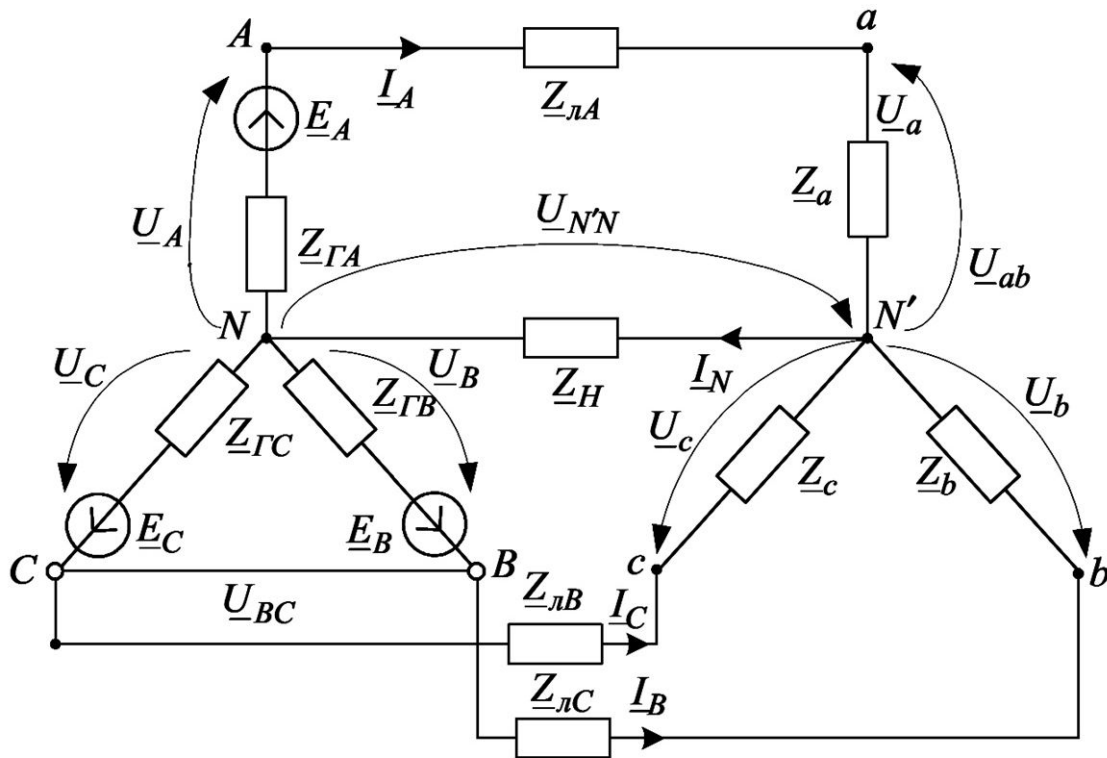 A
a
I_A
Z_лA
E_A
U_a
Z_a
U_A
Z_ГA
U_N'N
U_ab
N
N'
U_C
U_B
Z_ГB
Z_H
I_N
U_b
Z_ГC
U_c
Z_c
Z_b
E_C
E_B
C
B
c
b
U_BC
Z_лB
I_C
Z_лC
I_B